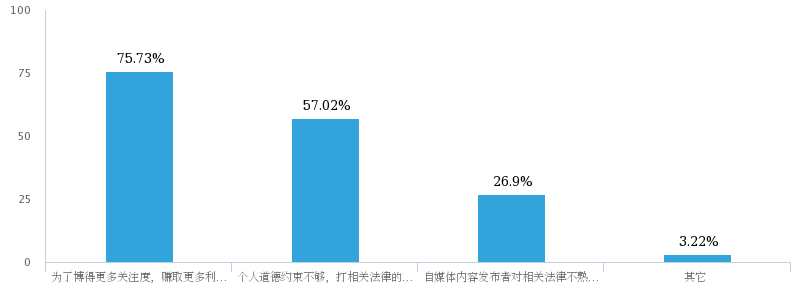 100
75
50
25
0
75.73%
57.02%
26.9%
3.22%
为了博得更多关注度，赚取更多利...
个人道德约束不够，打相关法律的...
自媒体内容发布者对相关法律不熟...
其它